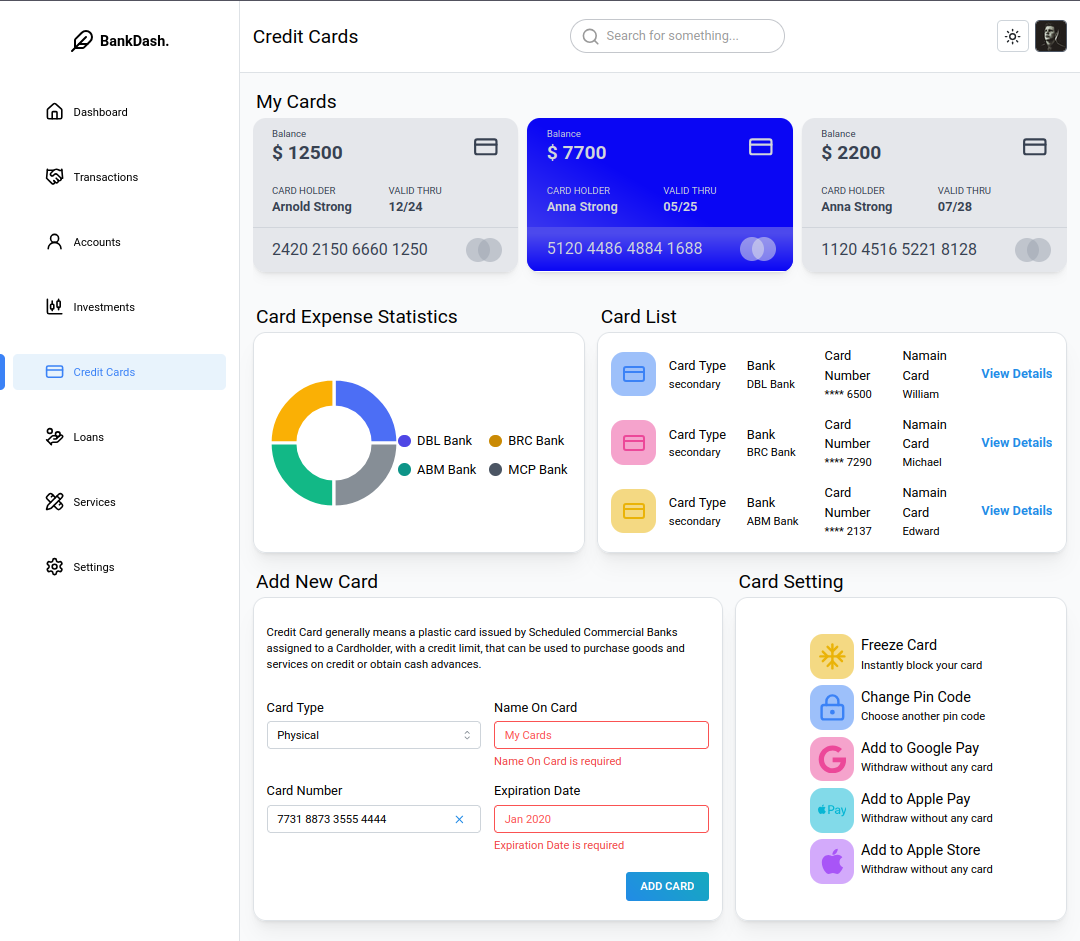 BankDash.
Credit Cards
Search for something...
Dashboard
Transactions
Accounts
Investments
Credit Cards
Loans
Services
Settings
My Cards
Balance
$ 12500
CARD HOLDER
VALID THRU
Arnold Strong
12/24
2420 2150 6660 1250
Balance
$ 7700
CARD HOLDER
VALID THRU
Anna Strong
05/25
5120 4486 4884 1688
Balance
$ 2200
CARD HOLDER
VALID THRU
Anna Strong
07/28
1120 4516 5221 8128
Card Expense Statistics
DBL Bank
BRC Bank
ABM Bank
MCP Bank
Card List
Card Type
secondary
Bank
DBL Bank
Card
Number
**** 6500
Namain
Card
William
View Details
Card Type
secondary
Bank
BRC Bank
Card
Number
**** 7290
Namain
Card
Michael
View Details
Card Type
secondary
Bank
ABM Bank
Card
Number
**** 2137
Namain
Card
Edward
View Details
Add New Card
Credit Card generally means a plastic card issued by Scheduled Commercial Banks
assigned to a Cardholder, with a credit limit, that can be used to purchase goods and
services on credit or obtain cash advances.
Card Type
Physical
Name On Card
My Cards
Name On Card is required
Card Number
7731 8873 3555 4444
Expiration Date
Jan 2020
Expiration Date is required
ADD CARD
Card Setting
Freeze Card
Instantly block your card
Change Pin Code
Choose another pin code
Add to Google Pay
Withdraw without any card
Pay
Add to Apple Pay
Withdraw without any card
Add to Apple Store
Withdraw without any card